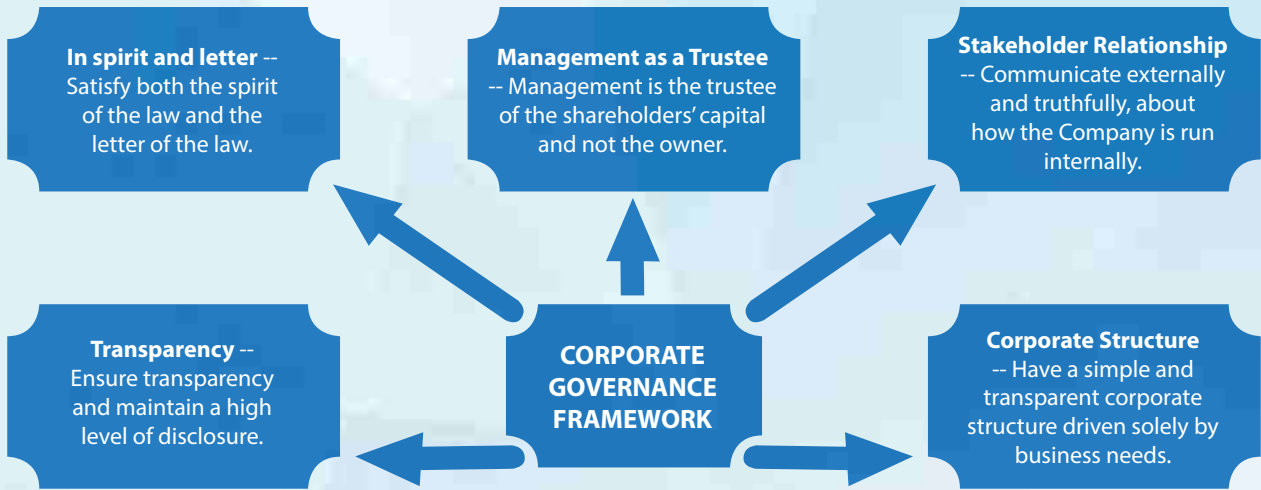 In spirit and letter --
Satisfy both the spirit
of the law and the
letter of the law.
Management as a Trustee
-- Management is the trustee
of the shareholders' capital
and not the owner.
Stakeholder Relationship
-- Communicate externally
and truthfully, about
how the Company is run
internally.
Transparency --
Ensure transparency
and maintain a high
level of disclosure.
CORPORATE
GOVERNANCE
FRAMEWORK
Corporate Structure
-- Have a simple and
transparent corporate
structure driven solely by
business needs.